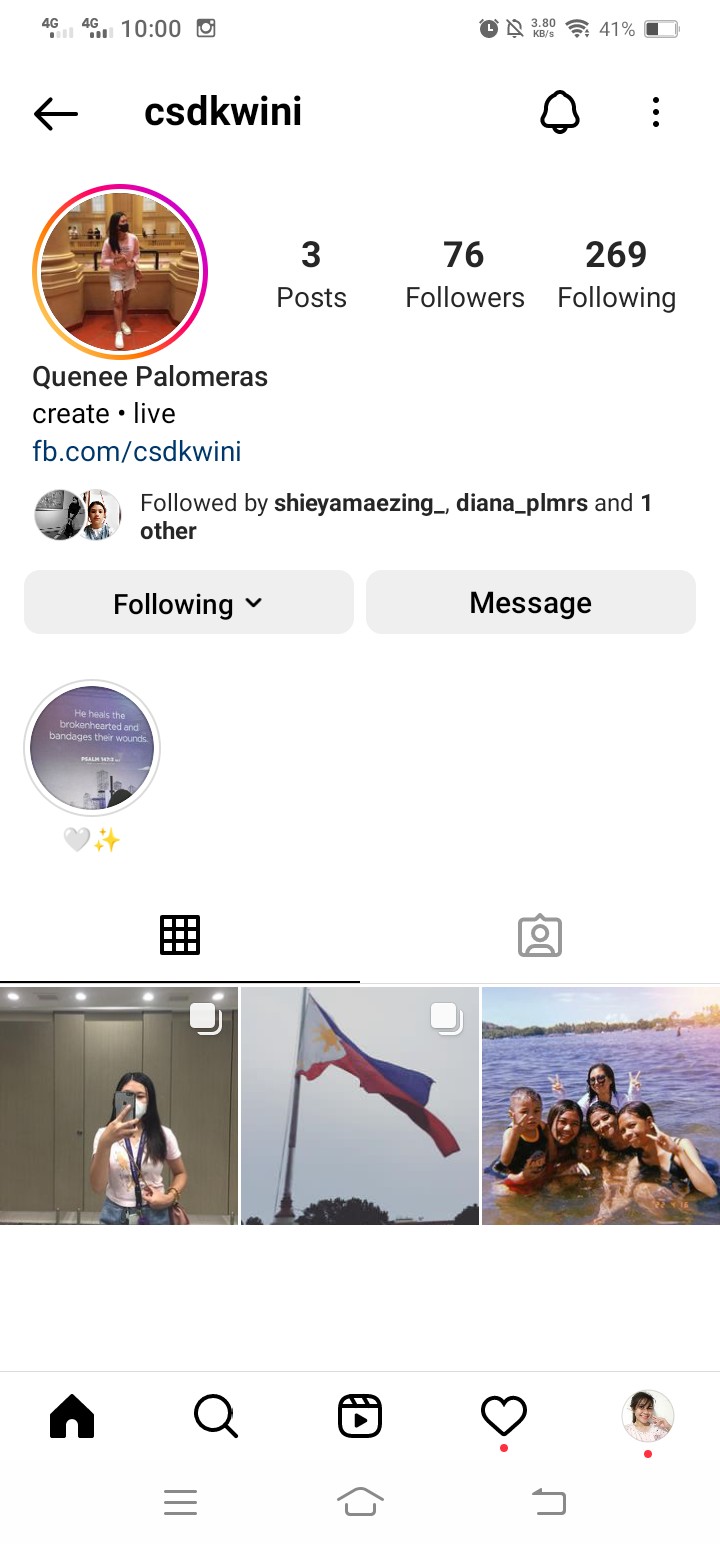 4G 4G 10:00 3.80 KB/s 41%
csdkwini
3 76 269
Posts Followers Following
Quenee Palomeras
create • live
fb.com/csdkwini
Followed by shieyamaezing_, diana_plmrs and 1
other
Following Message
He heals the
brokenhearted and
bandages their wounds.
PSALM 147:3
🤍✨